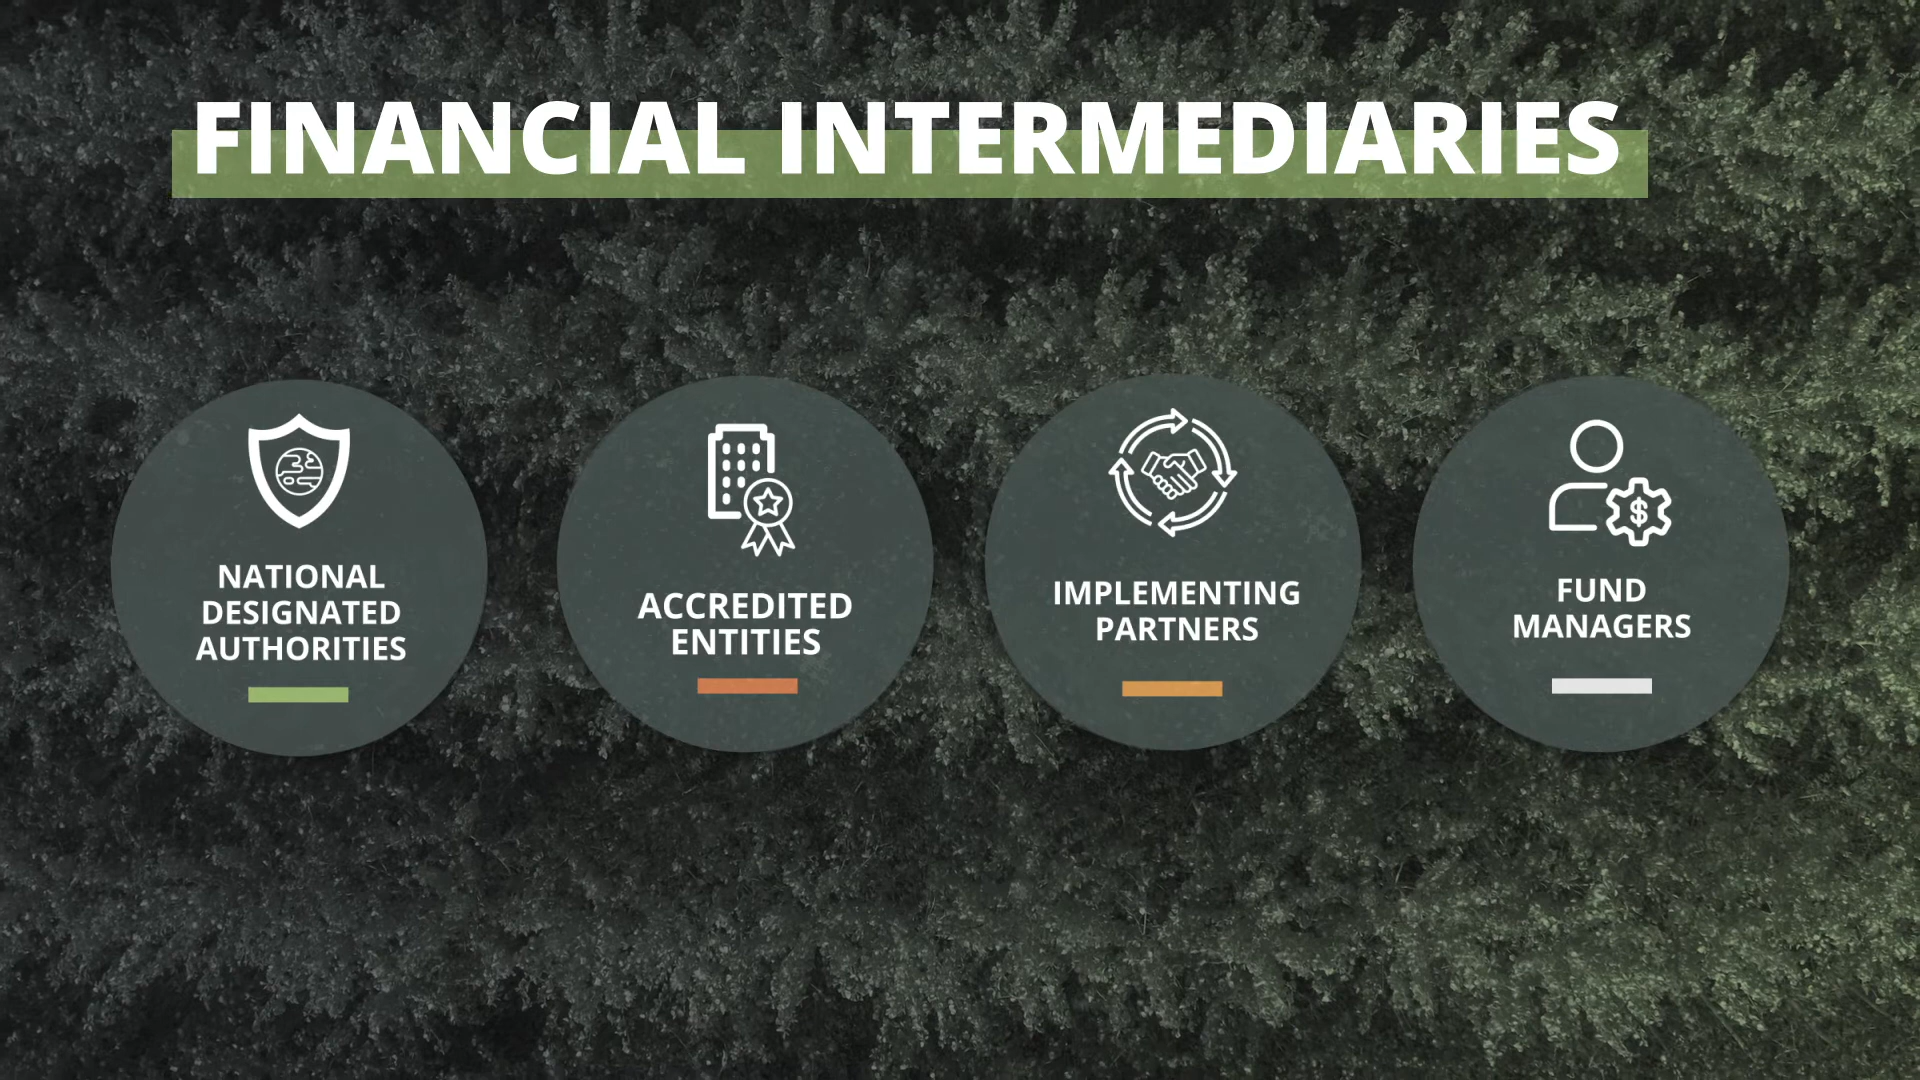 FINANCIAL INTERMEDIARIES
NATIONAL
DESIGNATED
AUTHORITIES
ACCREDITED
ENTITIES
IMPLEMENTING
PARTNERS
$
FUND
MANAGERS